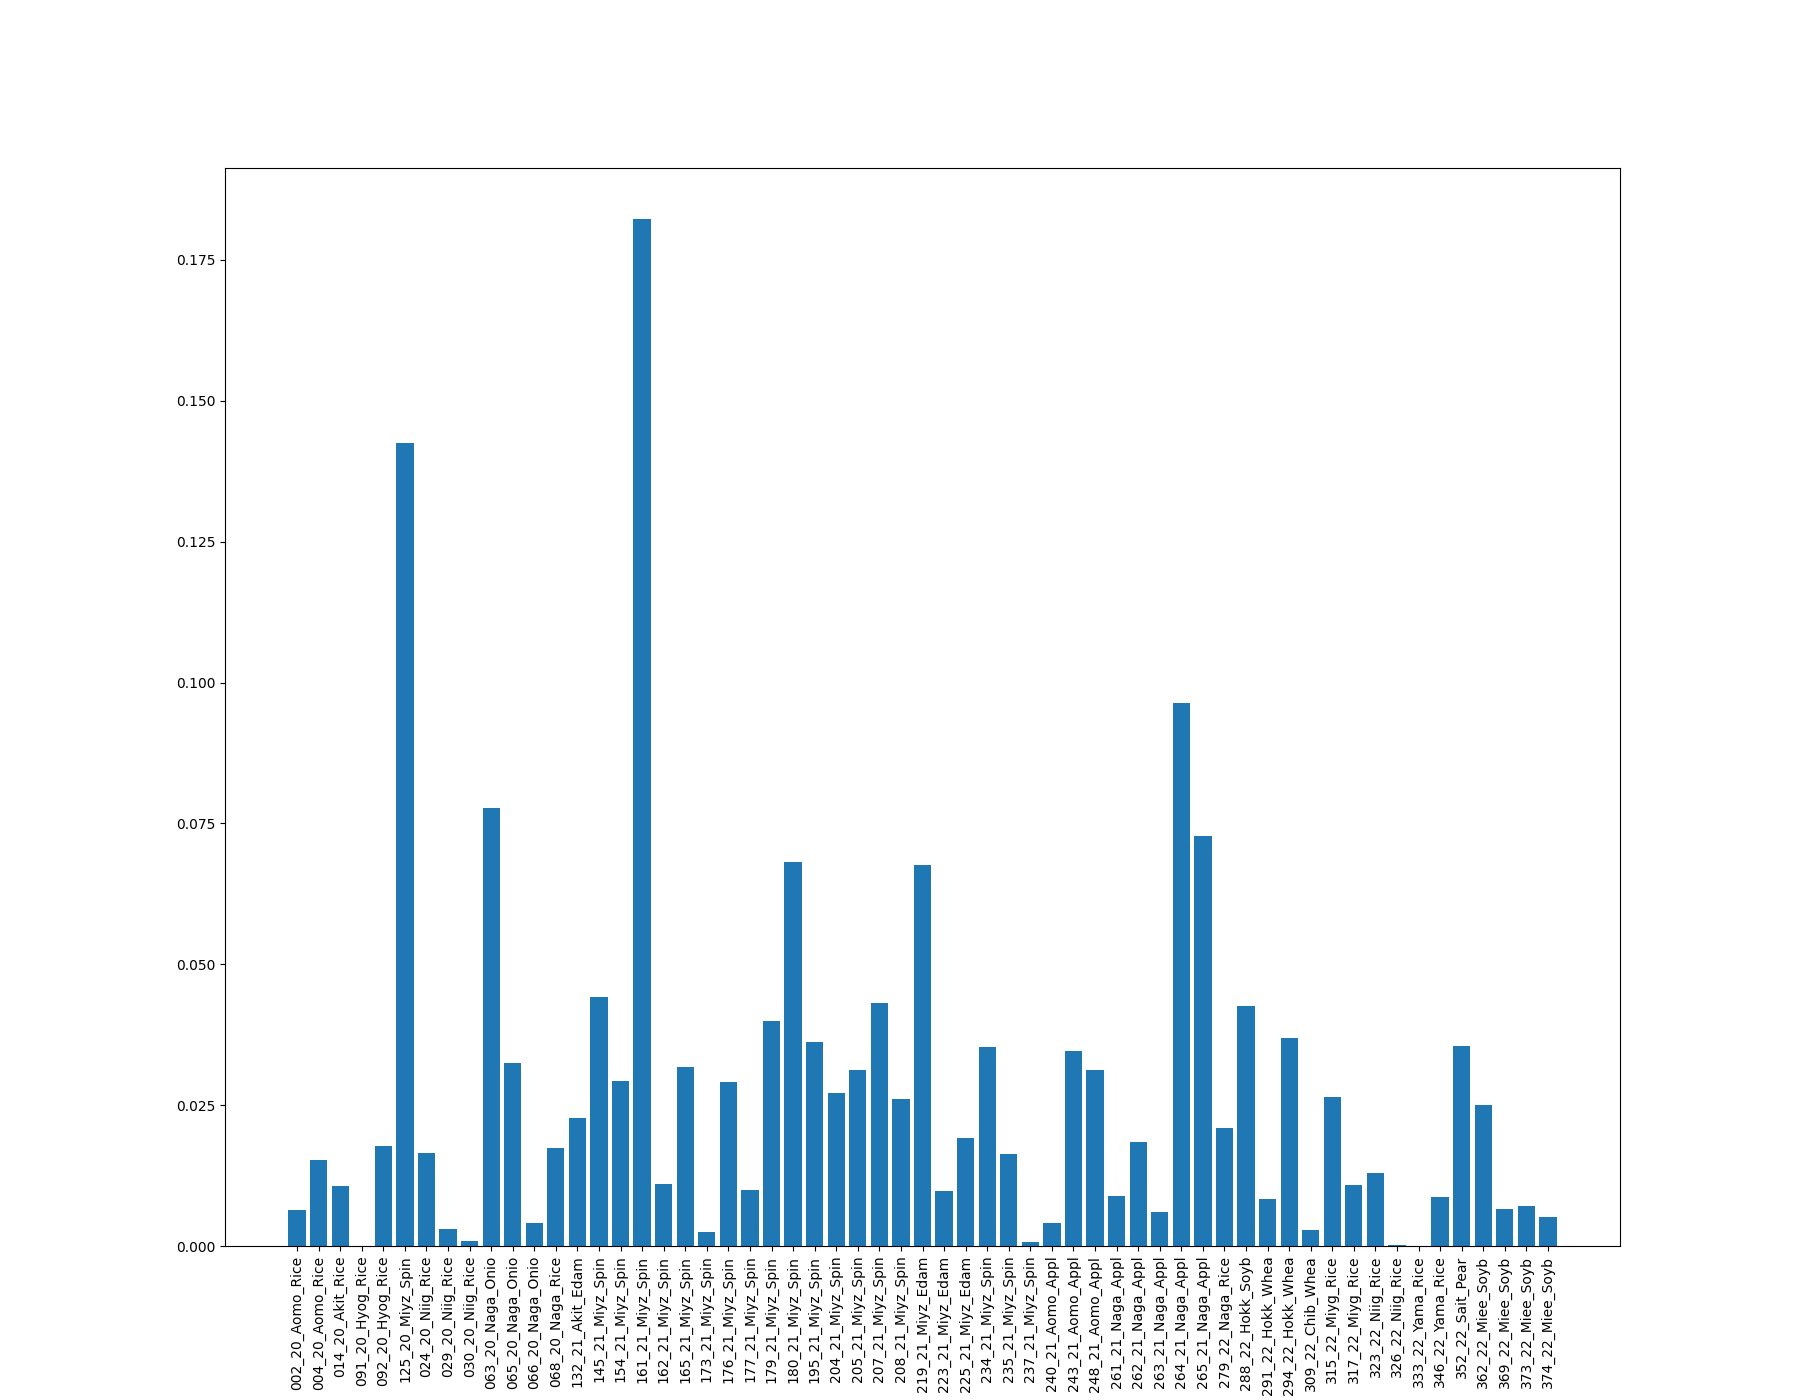 0.175
0.150
0.125
0.100
0.075
0.050
0.025
0.000
002_20_Aomo_Rice
004_20_Aomo_Rice
014_20_Akit_Rice
091_20_Hyog_Rice
092_20_Hyog_Rice
125_20_Miyz_Spin
024_20_Niig_Rice
029_20_Niig_Rice
030_20_Niig_Rice
063_20_Naga_Onio
065_20_Naga_Onio
066_20_Naga_Onio
068_20_Naga_Rice
132_21_Akit_Edam
145_21_Miyz_Spin
154_21_Miyz_Spin
161_21_Miyz_Spin
162_21_Miyz_Spin
165_21_Miyz_Spin
173_21_Miyz_Spin
176_21_Miyz_Spin
177_21_Miyz_Spin
179_21_Miyz_Spin
180_21_Miyz_Spin
195_21_Miyz_Spin
204_21_Miyz_Spin
205_21_Miyz_Spin
207_21_Miyz_Spin
208_21_Miyz_Spin
219_21_Miyz_Edam
223_21_Miyz_Edam
225_21_Miyz_Edam
234_21_Miyz_Spin
235_21_Miyz_Spin
237_21_Miyz_Spin
240_21_Aomo_Appl
243_21_Aomo_Appl
248_21_Aomo_Appl
261_21_Naga_Appl
262_21_Naga_Appl
263_21_Naga_Appl
264_21_Naga_Appl
265_21_Naga_Appl
279_22_Naga_Rice
288_22_Hokk_Soyb
291_22_Hokk_Whea
294_22_Hokk_Whea
309_22_Chib_Whea
315_22_Miyg_Rice
317_22_Miyg_Rice
323_22_Niig_Rice
326_22_Niig_Rice
333_22_Yama_Rice
346_22_Yama_Rice
352_22_Sait_Pear
362_22_Miee_Soyb
369_22_Miee_Soyb
373_22_Miee_Soyb
374_22_Miee_Soyb